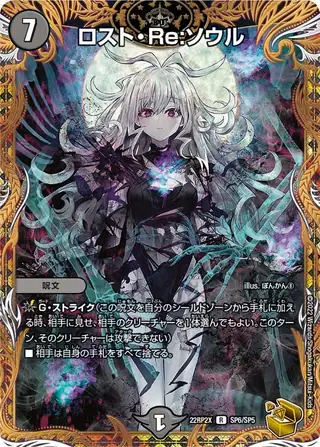 7
ロスト・Re:ソウル
呪文
illus. ぽんかん⑧
G・ストライク(この呪文を自分のシールドゾーンから手札に加え
る時、相手に見せ、相手のクリーチャーを1体選んでもよい。このター
ン、そのクリーチャーは攻撃できない)
■ 相手は自身の手札をすべて捨てる。
22RP2X R SP6/SP5
1